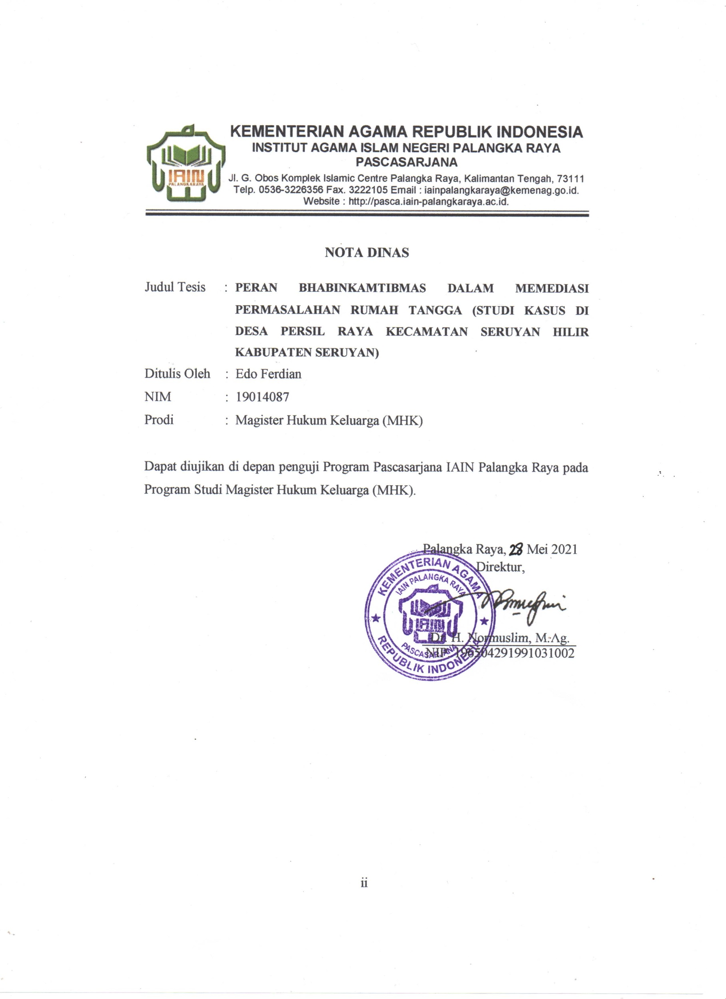 KEMENTERIAN AGAMA REPUBLIK INDONESIA
INSTITUT AGAMA ISLAM NEGERI PALANGKA RAYA
PASCASARJANA
Jl. G. Obos Komplek Islamic Centre Palangka Raya, Kalimantan Tengah, 73111
Telp. 0536-3226356 Fax. 3222105 Email : iainpalangkaraya@kemenag.go.id.
Website : http://pasca.iain-palangkaraya.ac.id.
IAIN
PALANGKARAYA
NOTA DINAS
Judul Tesis : PERAN BHABINKAMTIBMAS DALAM MEMEDIASI
PERMASALAHAN RUMAH TANGGA (STUDI KASUS DI
DESA PERSIL RAYA KECAMATAN SERUYAN HILIR
KABUPATEN SERUYAN)
Ditulis Oleh : Edo Ferdian
NIM : 19014087
Prodi : Magister Hukum Keluarga (MHK)
Dapat diujikan di depan penguji Program Pascasarjana IAIN Palangka Raya pada
Program Studi Magister Hukum Keluarga (MHK).
Palangka Raya, 28 Mei 2021
Direktur,
KEMENTERIAN AGAMA
IAIN PALANGKA RAYA
IAIN
PASCASARJANA
REPUBLIK INDONESIA
Dr. H. Normuslim, M.Ag.
NIP. 196504291991031002
ii